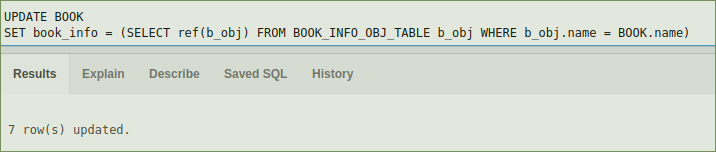 UPDATE BOOK
SET book_info = (SELECT ref(b_obj) FROM BOOK_INFO_OBJ_TABLE b_obj WHERE b_obj.name = BOOK.name)
Results Explain Describe Saved SQL History
7 row(s) updated.